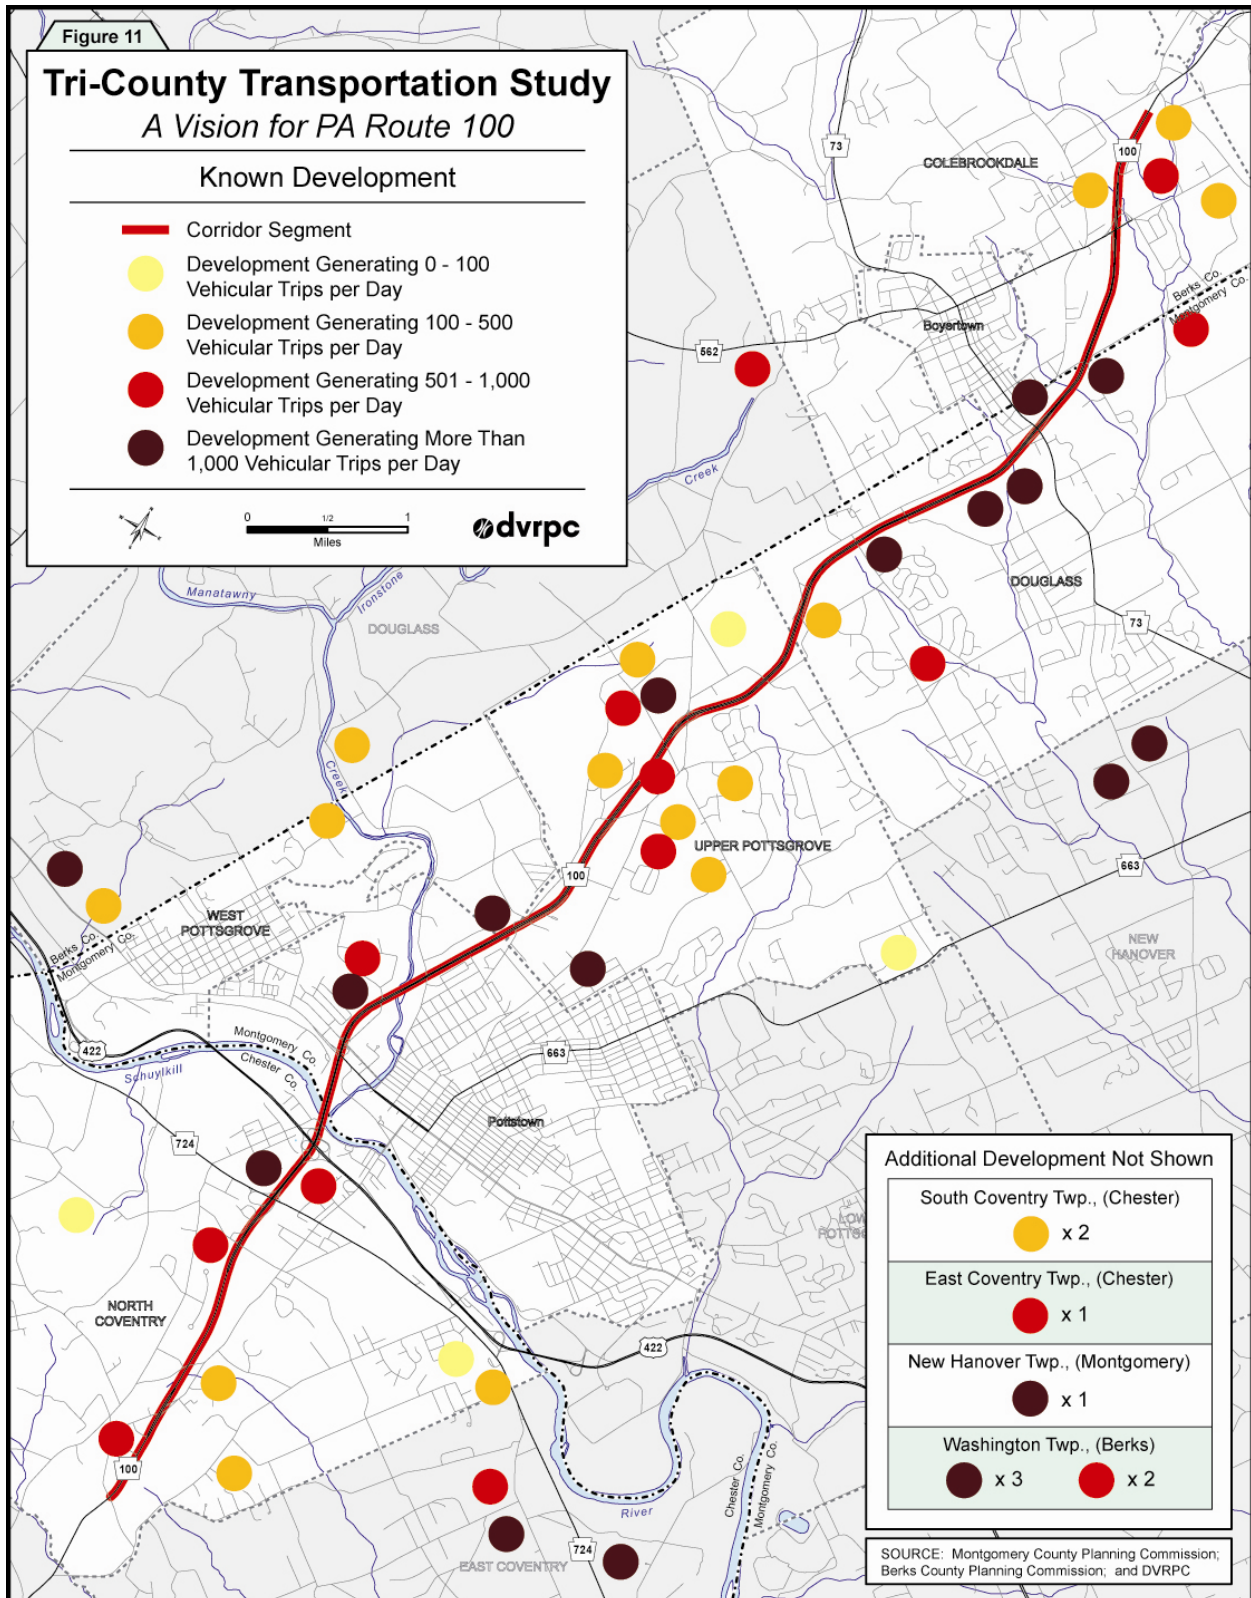 Figure 11
Tri-County Transportation Study
A Vision for PA Route 100
Known Development
Corridor Segment
Development Generating 0 - 100
Vehicular Trips per Day
Development Generating 100 - 500
Vehicular Trips per Day
Development Generating 501 - 1,000
Vehicular Trips per Day
Development Generating More Than
1,000 Vehicular Trips per Day
0 1/2 1
Miles
dvrpc
73
100
COLEBROOKDALE
Berks Co.
Montgomery Co.
Boyertown
562
Creek
Manatawny
Ironstone
DOUGLASS
DOUGLASS
73
Creek
UPPER POTTSGROVE
663
100
WEST
POTTSGROVE
Berks Co.
Montgomery Co.
NEW
HANOVER
Montgomery Co.
Chester Co.
422
Schuylkill
663
Pottstown
724
NORTH
COVENTRY
422
100
River
Chester Co.
Montgomery Co.
724
EAST COVENTRY
Additional Development Not Shown
South Coventry Twp., (Chester)
x 2
East Coventry Twp., (Chester)
x 1
New Hanover Twp., (Montgomery)
x 1
Washington Twp., (Berks)
x 3 x 2
SOURCE: Montgomery County Planning Commission;
Berks County Planning Commission; and DVRPC